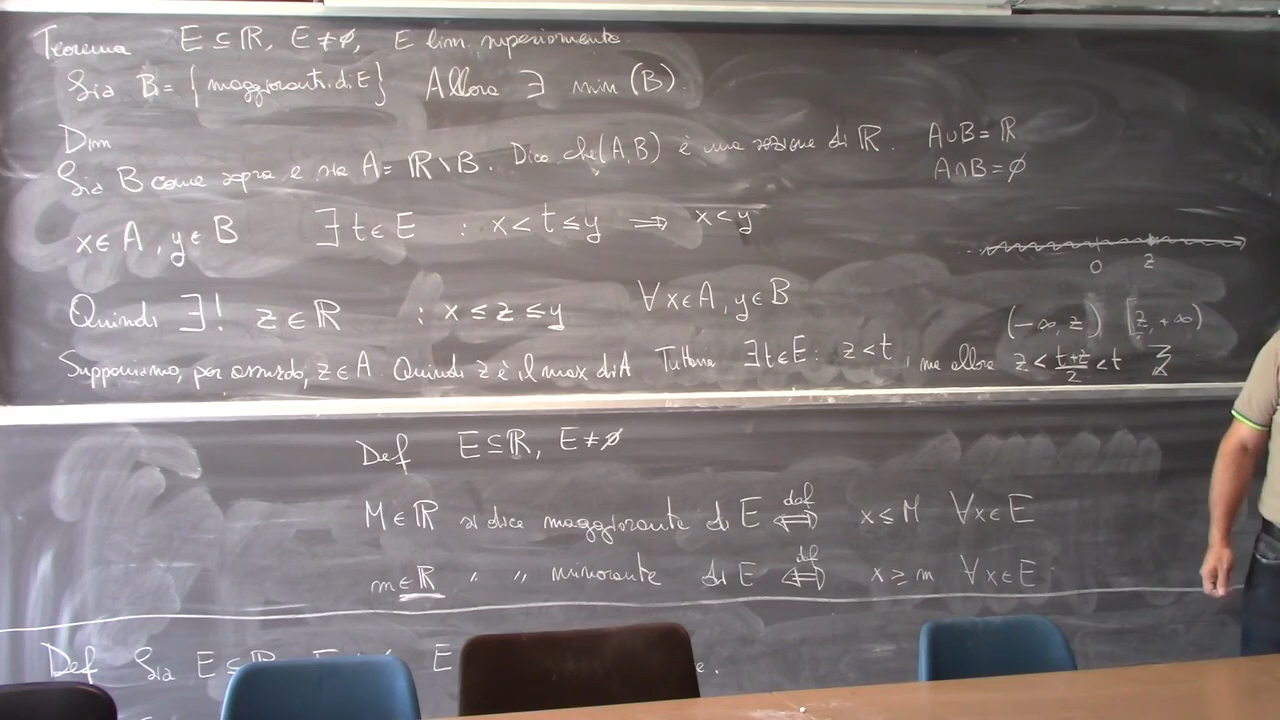 Teorema E ⊆ ℝ, E ≠ ∅, E lim. superiormente.
Sia B = { maggioranti di E } Allora ∃ min (B).
Dim
Sia B come sopra e sia A = ℝ \ B. Dico che (A, B) è una sezione di ℝ. A∪B = ℝ
A∩B = ∅
x ∈ A, y ∈ B ∃ t ∈ E : x < t ≤ y ⟹ x < y
0 z
Quindi ∃! z ∈ ℝ : x ≤ z ≤ y ∀ x ∈ A, y ∈ B
(-∞, z) [z, +∞)
Supponiamo, per assurdo, z ∈ A. Quindi z è il max di A Tuttavia ∃ t ∈ E : z < t, ma allora z < (t+z)/2 < t
Def E ⊆ ℝ, E ≠ ∅
M ∈ ℝ si dice maggiorante di E ⟺ def x ≤ M ∀ x ∈ E
m ∈ ℝ " " minorante di E ⟺ def x ≥ m ∀ x ∈ E
Def Sia E ⊆ ℝ, E